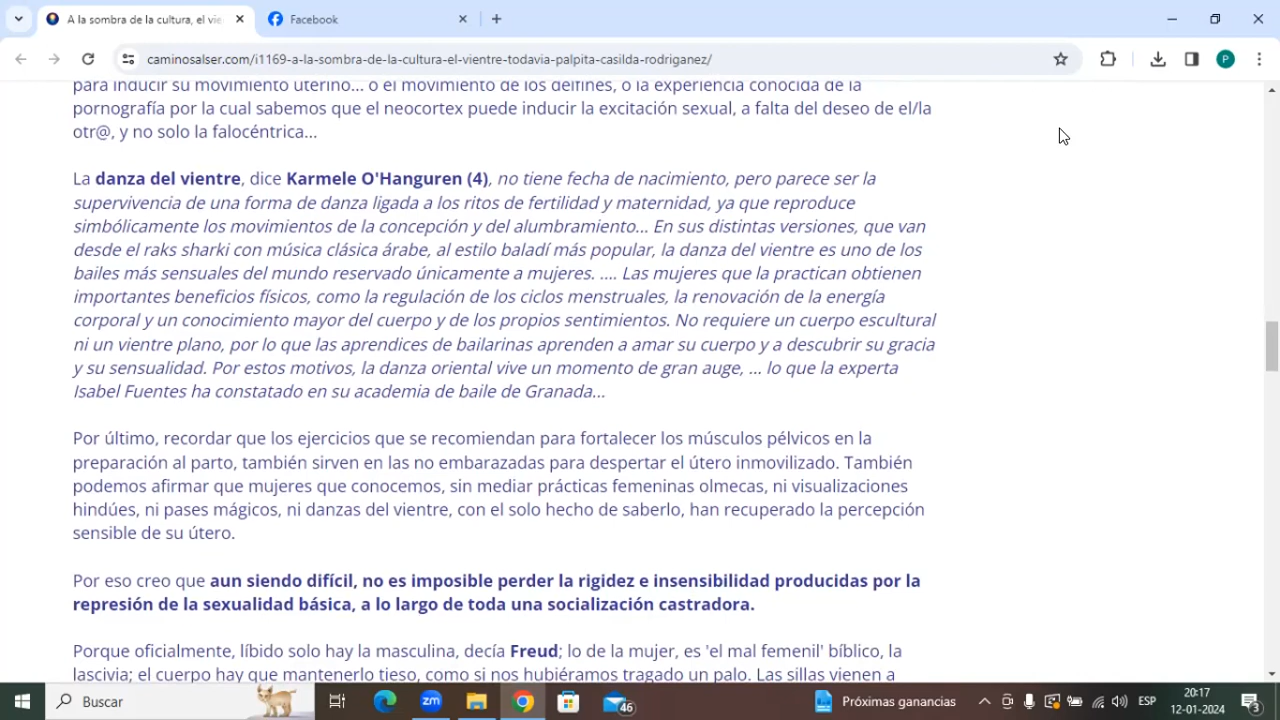 A la sombra de la cultura, el vie
Facebook
caminosalser.com/i1169-a-la-sombra-de-la-cultura-el-vientre-todavia-palpita-casilda-rodriganez/
P
para inducir su movimiento uterino... o el movimiento de los delfines, o la experiencia conocida de la
pornografía por la cual sabemos que el neocortex puede inducir la excitación sexual, a falta del deseo de el/la
otr@, y no solo la falocéntrica...
La danza del vientre, dice Karmele O'Hanguren (4), no tiene fecha de nacimiento, pero parece ser la
supervivencia de una forma de danza ligada a los ritos de fertilidad y maternidad, ya que reproduce
simbólicamente los movimientos de la concepción y del alumbramiento... En sus distintas versiones, que van
desde el raks sharki con música clásica árabe, al estilo baladí más popular, la danza del vientre es uno de los
bailes más sensuales del mundo reservado únicamente a mujeres. .... Las mujeres que la practican obtienen
importantes beneficios físicos, como la regulación de los ciclos menstruales, la renovación de la energía
corporal y un conocimiento mayor del cuerpo y de los propios sentimientos. No requiere un cuerpo escultural
ni un vientre plano, por lo que las aprendices de bailarinas aprenden a amar su cuerpo y a descubrir su gracia
y su sensualidad. Por estos motivos, la danza oriental vive un momento de gran auge, ... lo que la experta
Isabel Fuentes ha constatado en su academia de baile de Granada...
Por último, recordar que los ejercicios que se recomiendan para fortalecer los músculos pélvicos en la
preparación al parto, también sirven en las no embarazadas para despertar el útero inmovilizado. También
podemos afirmar que mujeres que conocemos, sin mediar prácticas femeninas olmecas, ni visualizaciones
hindúes, ni pases mágicos, ni danzas del vientre, con el solo hecho de saberlo, han recuperado la percepción
sensible de su útero.
Por eso creo que aun siendo difícil, no es imposible perder la rigidez e insensibilidad producidas por la
represión de la sexualidad básica, a lo largo de toda una socialización castradora.
Porque oficialmente, líbido solo hay la masculina, decía Freud; lo de la mujer, es 'el mal femenil' bíblico, la
lascivia; el cuerpo hay que mantenerlo tieso, como si nos hubiéramos tragado un palo. Las sillas vienen a
Buscar
zm
46
Próximas ganancias
ESP
20:17
12-01-2024
3